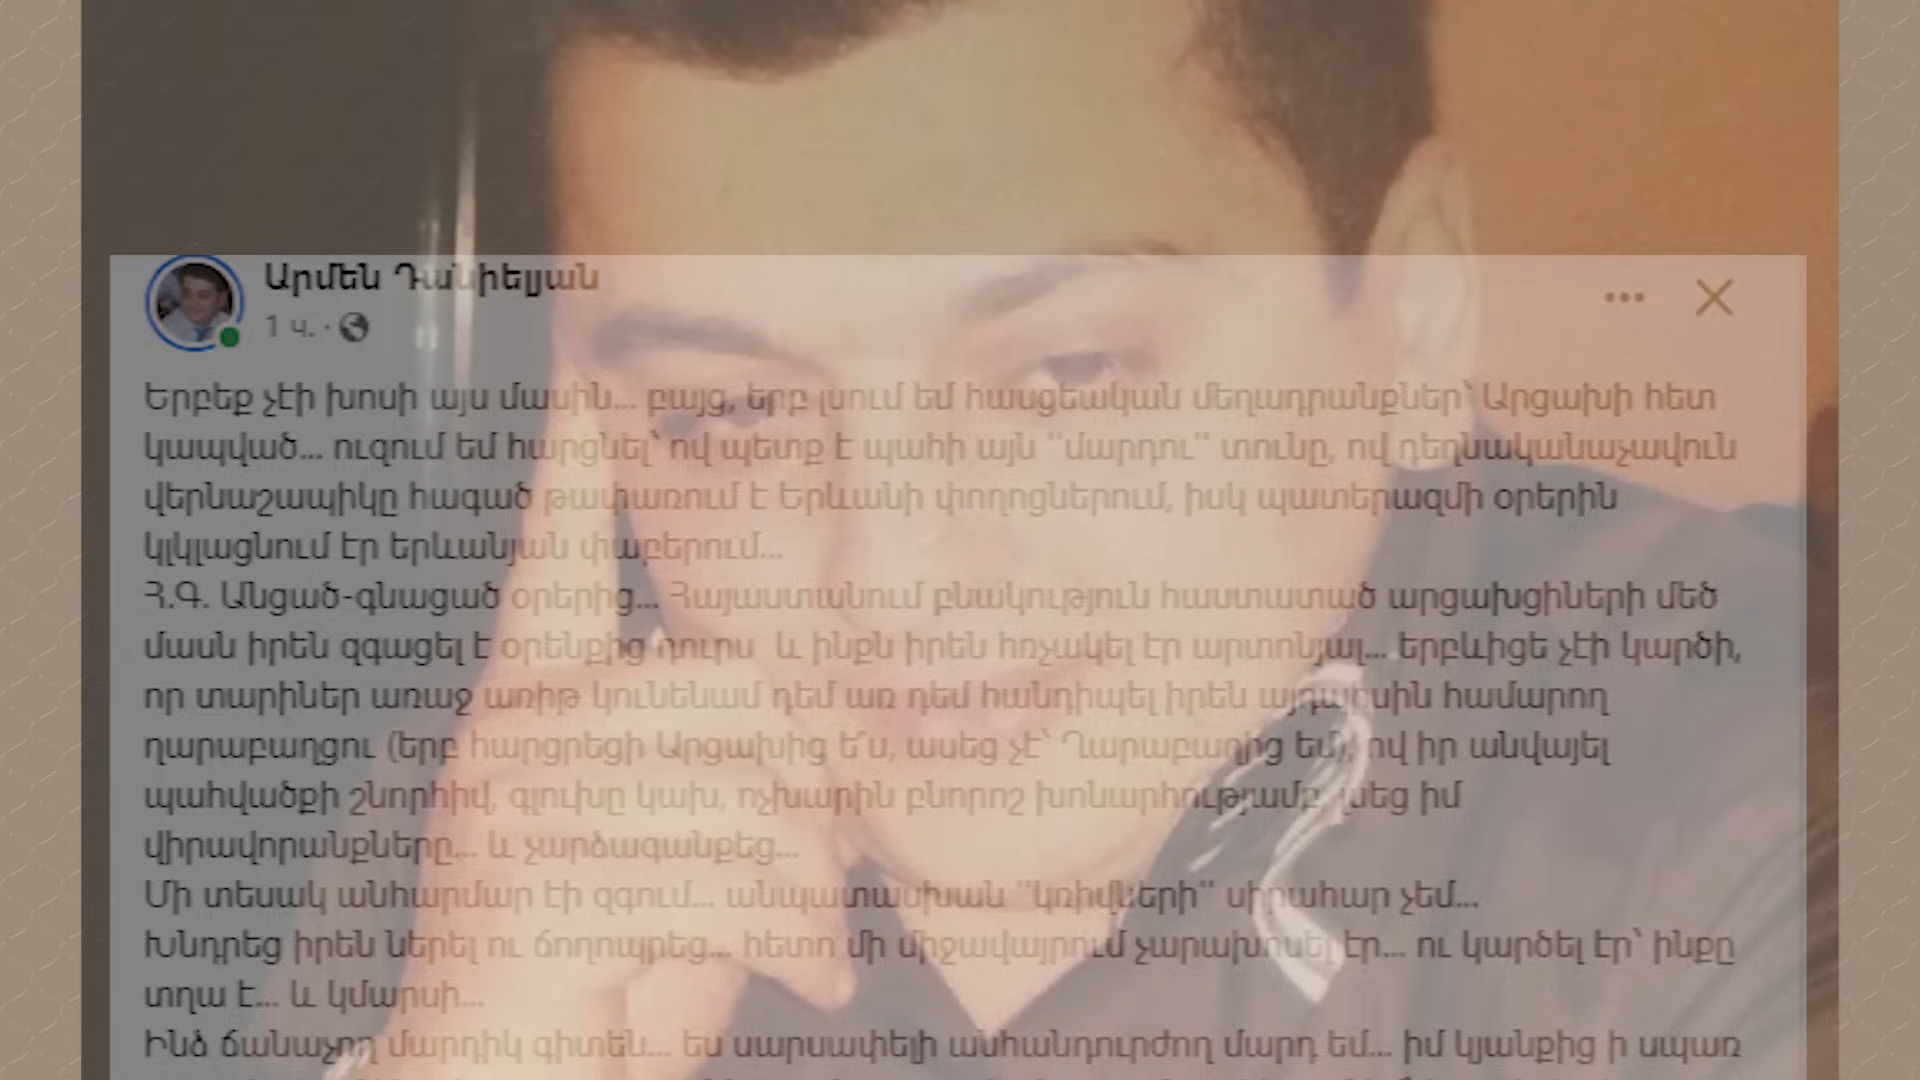 Արմեն Դանիելյան
1 ч. ·
Երբեք չէի խոսի այս մասին... բայց, երբ լսում եմ հասցեական մեղադրանքներ՝ Արցախի հետ
կապված... ուզում եմ հարցնել՝ ով պետք է պահի այն ''մարդու'' տունը, ով դեղնականաչավուն
վերնաշապիկը հագած թափառում է Երևանի փողոցներում, իսկ պատերազմի օրերին
կլկլացնում էր երևանյան փաբերում...
Հ.Գ. Անցած-գնացած օրերից... Հայաստանում բնակություն հաստատած արցախցիների մեծ
մասն իրեն զգացել է օրենքից դուրս և ինքն իրեն հռչակել էր արտոնյալ... երբևիցե չէի կարծի,
որ տարիներ առաջ առիթ կունենամ դեմ առ դեմ հանդիպել իրեն այդպիսին համարող
ղարաբաղցու (երբ հարցրեցի Արցախից ե՞ս, ասեց չէ՝ Ղարաբաղից եմ), ով իր անվայել
պահվածքի շնորհիվ, գլուխը կախ, ոչխարին բնորոշ խոնարհությամբ, լսեց իմ
վիրավորանքները... և չարձագանքեց...
Մի տեսակ անհարմար էի զգում... անպատասխան ''կռիվների'' սիրահար չեմ...
Խնդրեց իրեն ներել ու ճողոպրեց... հետո մի միջավայրում չարախոսել էր... ու կարծել էր՝ ինքը
տղա է... և կմարսի...
Ինձ ճանաչող մարդիկ գիտեն... ես սարսափելի անհանդուրժող մարդ եմ... իմ կյանքից ի սպառ